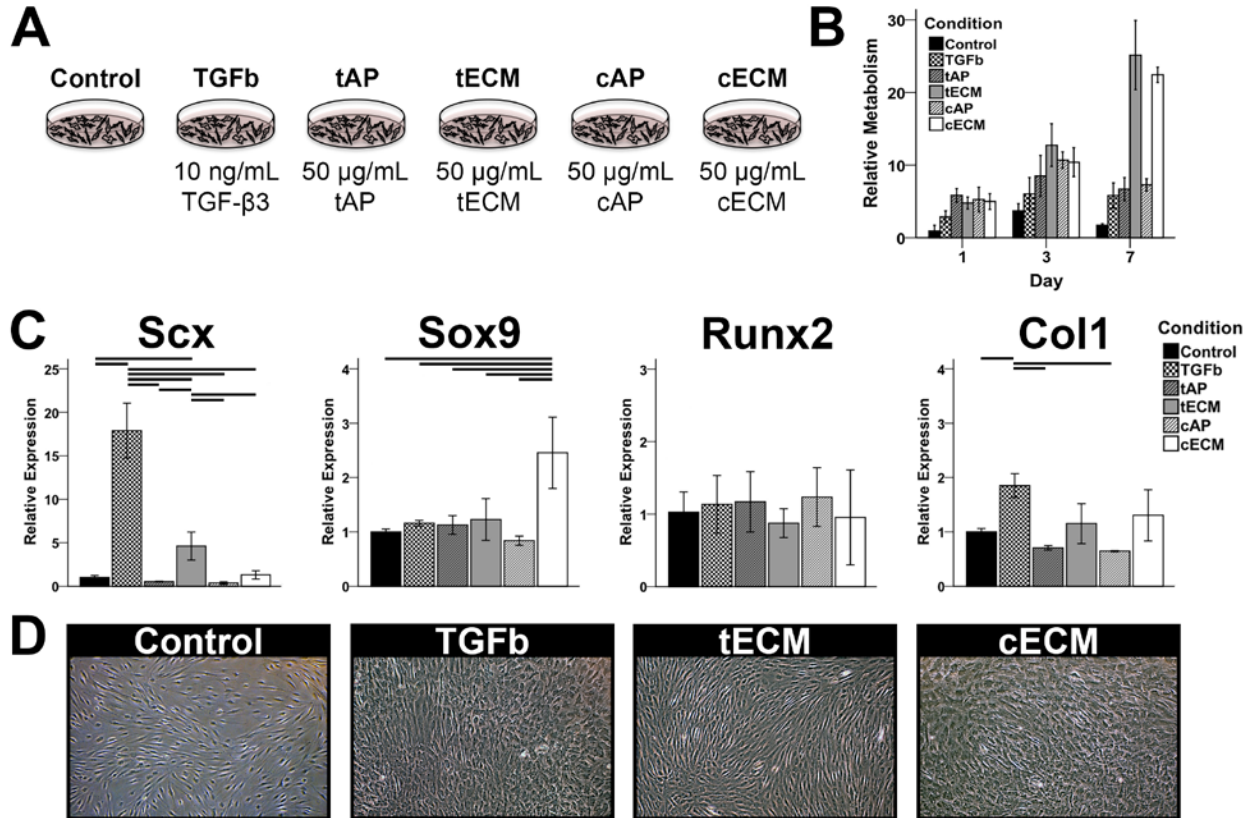 A
Control TGFb tAP tECM cAP cECM
10 ng/mL 50 µg/mL 50 µg/mL 50 µg/mL 50 µg/mL
TGF-β3 tAP tECM cAP cECM
B
Relative Metabolism
30
20
10
0
Condition
Control
TGFb
tAP
tECM
cAP
cECM
1 3 7
Day
C
Scx
Relative Expression
25
20
15
10
5
0
Sox9
Relative Expression
4
3
2
1
0
Runx2
Relative Expression
3
2
1
0
Col1
Relative Expression
4
3
2
1
0
Condition
Control
TGFb
tAP
tECM
cAP
cECM
D
Control
TGFb
tECM
cECM